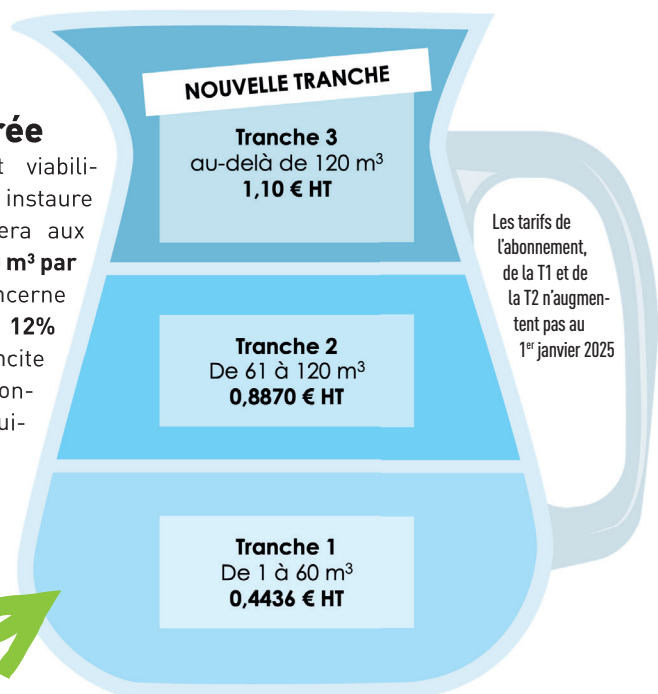 rée
t viabili-
instaure
era aux
m³ par
ncerne
12%
ncite
on-
ui-
NOUVELLE TRANCHE
Tranche 3
au-delà de 120 m³
1,10 € HT
Tranche 2
De 61 à 120 m³
0,8870 € HT
Tranche 1
De 1 à 60 m³
0,4436 € HT
Les tarifs de
l'abonnement,
de la T1 et de
la T2 n'augmen-
tent pas au
1er janvier 2025